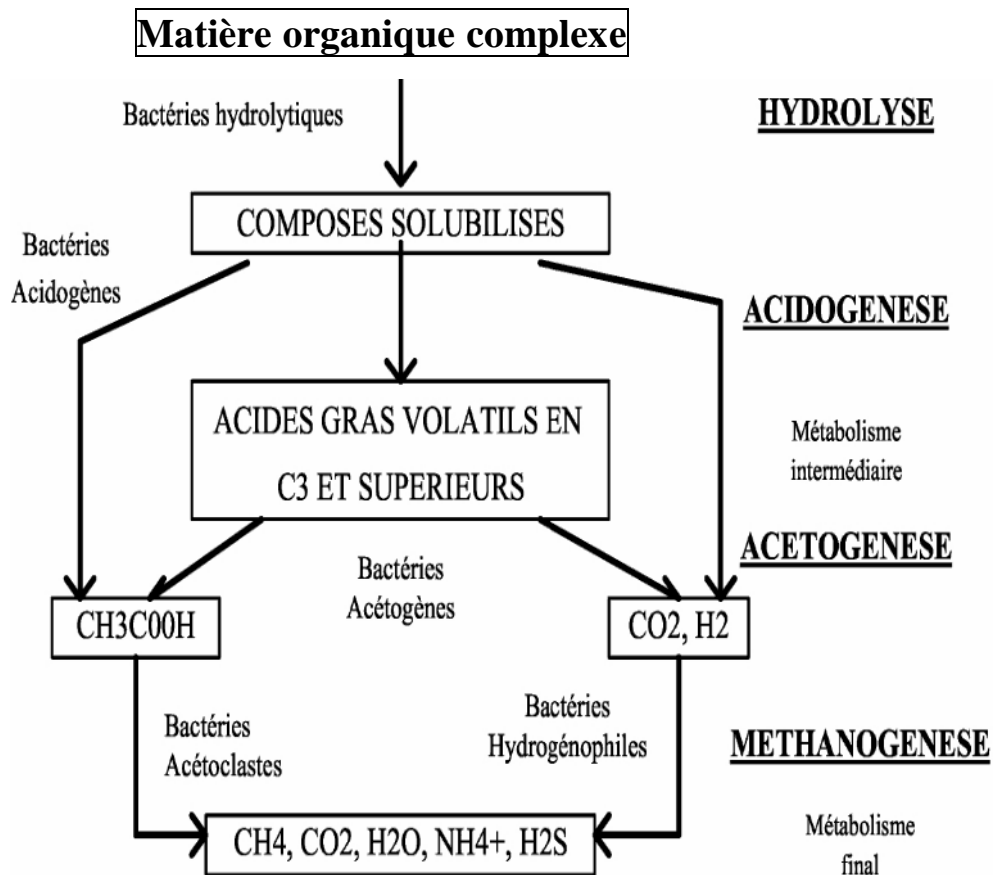 Matière organique complexe
Bactéries hydrolytiques
HYDROLYSE
COMPOSES SOLUBILISES
Bactéries
Acidogènes
ACIDOGENESE
ACIDES GRAS VOLATILS EN
C3 ET SUPERIEURS
Métabolisme
intermédiaire
ACETOGENESE
Bactéries
Acétogènes
CH3C00H
CO2, H2
Bactéries
Acétoclastes
Bactéries
Hydrogénophiles
METHANOGENESE
CH4, CO2, H2O, NH4+, H2S
Métabolisme
final